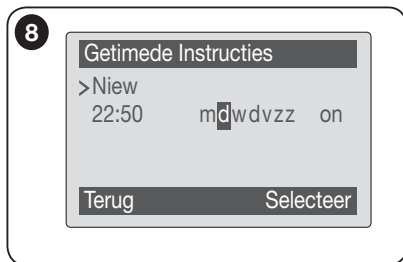 8
Getimede Instructies
>Niew
22:50 mdwdvzz on
Terug Selecteer